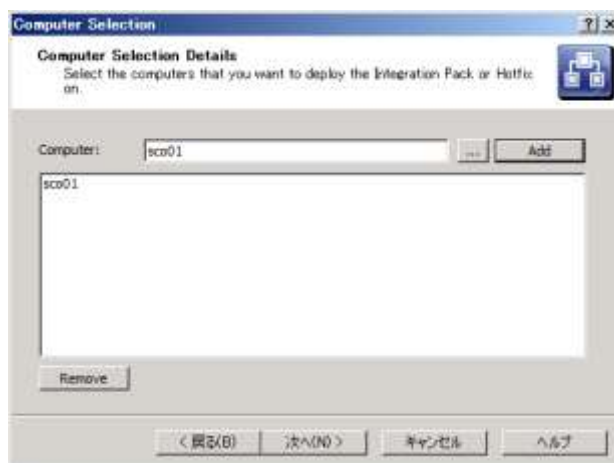 Computer Selection
Computer Selection Details
Select the computers that you want to deploy the Integration Pack or Hotfix
on.
Computer:
sco01
...
Add
sco01
Remove
< 戻る(B)
次へ(N) >
キャンセル
ヘルプ